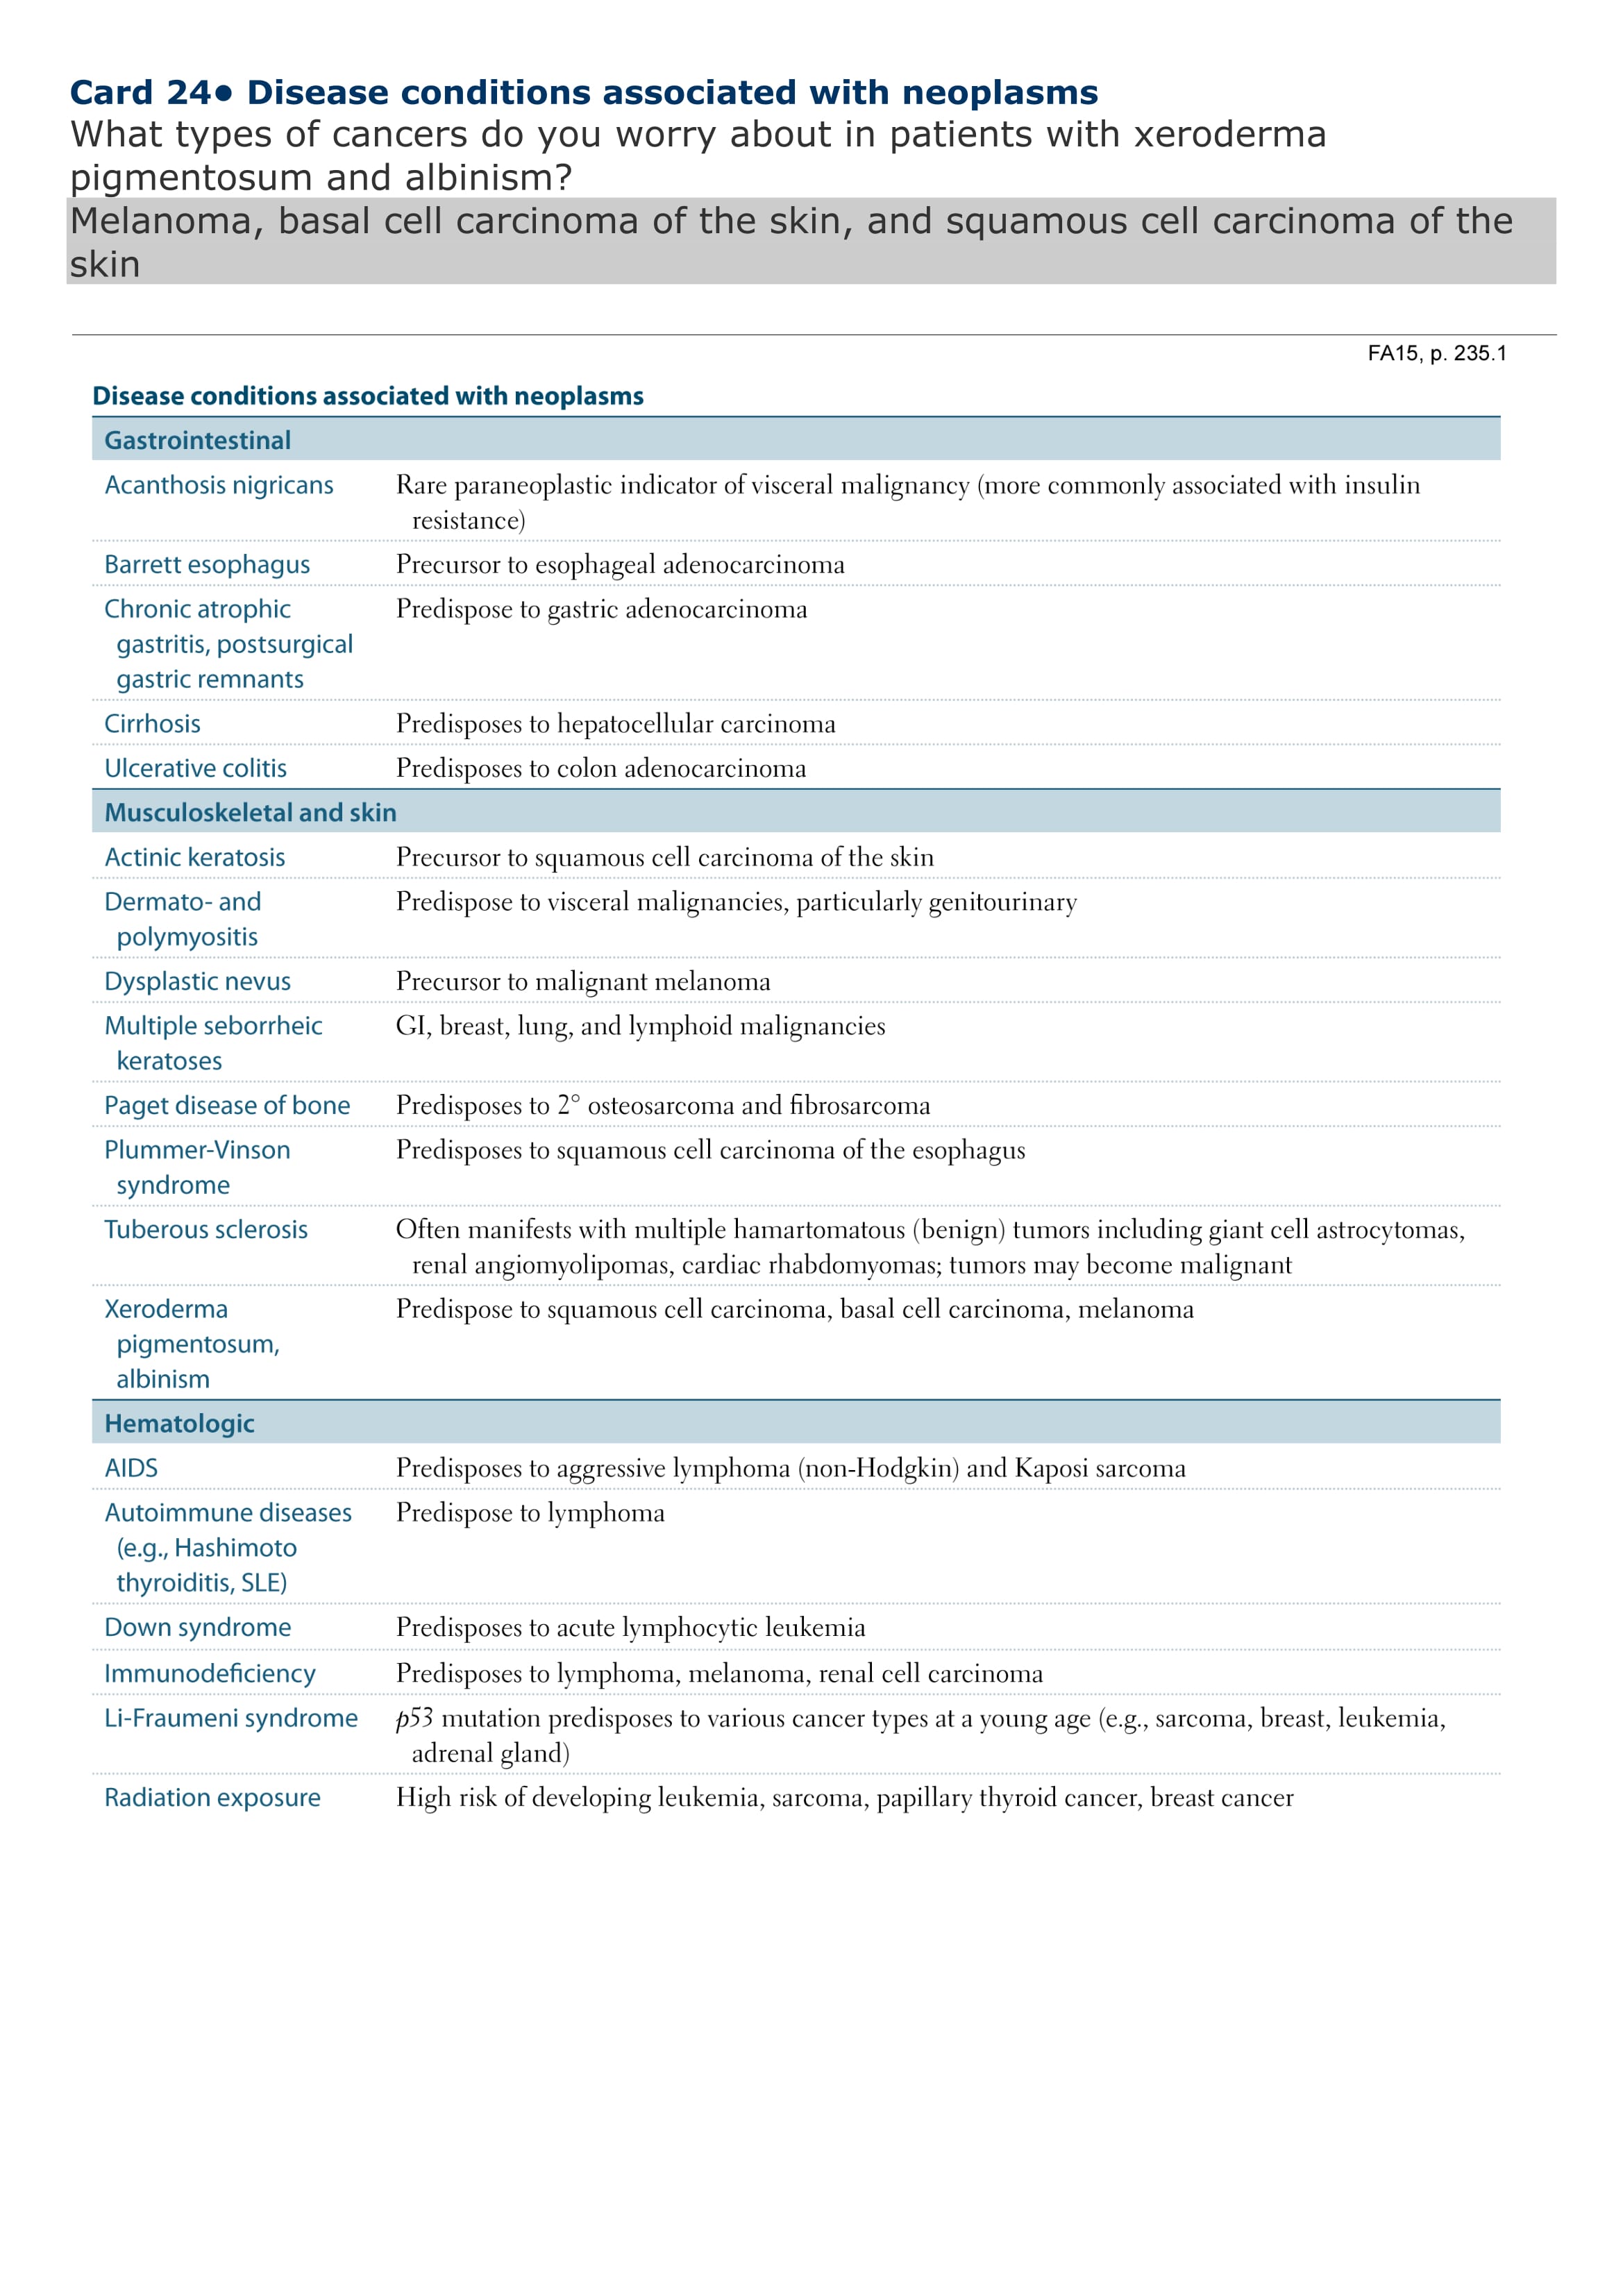 Card 24● Disease conditions associated with neoplasms
What types of cancers do you worry about in patients with xeroderma
pigmentosum and albinism?
Melanoma, basal cell carcinoma of the skin, and squamous cell carcinoma of the
skin
FA15, p. 235.1
Disease conditions associated with neoplasms
Gastrointestinal
Acanthosis nigricans Rare paraneoplastic indicator of visceral malignancy (more commonly associated with insulin
resistance)
Barrett esophagus Precursor to esophageal adenocarcinoma
Chronic atrophic Predispose to gastric adenocarcinoma
gastritis, postsurgical
gastric remnants
Cirrhosis Predisposes to hepatocellular carcinoma
Ulcerative colitis Predisposes to colon adenocarcinoma
Musculoskeletal and skin
Actinic keratosis Precursor to squamous cell carcinoma of the skin
Dermato- and Predispose to visceral malignancies, particularly genitourinary
polymyositis
Dysplastic nevus Precursor to malignant melanoma
Multiple seborrheic GI, breast, lung, and lymphoid malignancies
keratoses
Paget disease of bone Predisposes to 2° osteosarcoma and fibrosarcoma
Plummer-Vinson Predisposes to squamous cell carcinoma of the esophagus
syndrome
Tuberous sclerosis Often manifests with multiple hamartomatous (benign) tumors including giant cell astrocytomas,
renal angiomyolipomas, cardiac rhabdomyomas; tumors may become malignant
Xeroderma Predispose to squamous cell carcinoma, basal cell carcinoma, melanoma
pigmentosum,
albinism
Hematologic
AIDS Predisposes to aggressive lymphoma (non-Hodgkin) and Kaposi sarcoma
Autoimmune diseases Predispose to lymphoma
(e.g., Hashimoto
thyroiditis, SLE)
Down syndrome Predisposes to acute lymphocytic leukemia
Immunodeficiency Predisposes to lymphoma, melanoma, renal cell carcinoma
Li-Fraumeni syndrome p53 mutation predisposes to various cancer types at a young age (e.g., sarcoma, breast, leukemia,
adrenal gland)
Radiation exposure High risk of developing leukemia, sarcoma, papillary thyroid cancer, breast cancer